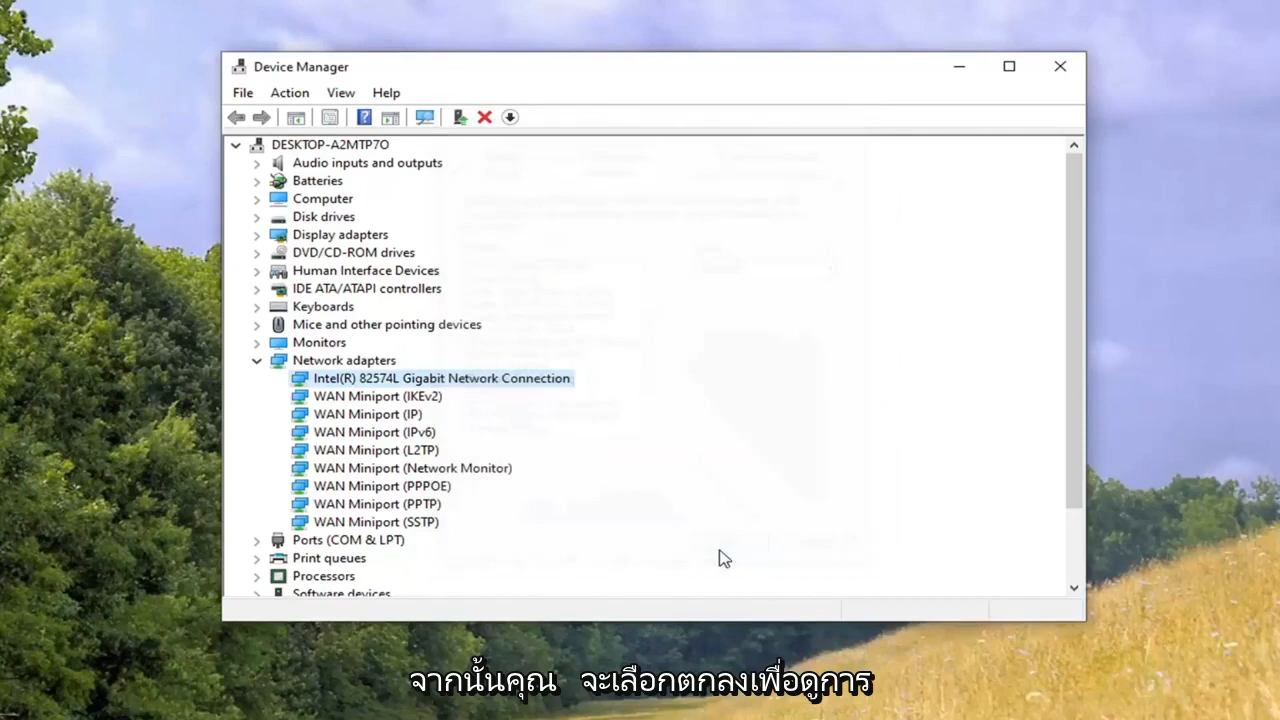 Device Manager
File Action View Help
DESKTOP-A2MTP7O
Audio inputs and outputs
Batteries
Computer
Disk drives
Display adapters
DVD/CD-ROM drives
Human Interface Devices
IDE ATA/ATAPI controllers
Keyboards
Mice and other pointing devices
Monitors
Network adapters
Intel(R) 82574L Gigabit Network Connection
WAN Miniport (IKEv2)
WAN Miniport (IP)
WAN Miniport (IPv6)
WAN Miniport (L2TP)
WAN Miniport (Network Monitor)
WAN Miniport (PPPOE)
WAN Miniport (PPTP)
WAN Miniport (SSTP)
Ports (COM & LPT)
Print queues
Processors
Software devices
จากนั้นคุณ จะเลือกตกลงเพื่อดูการ